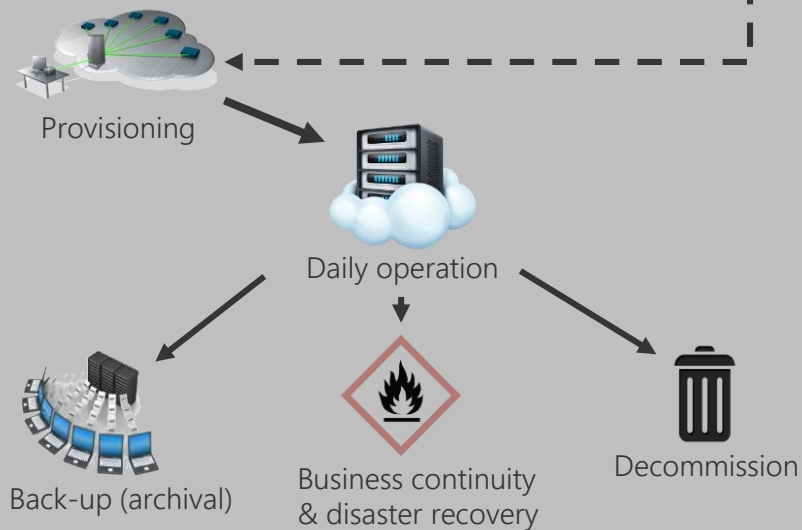 Provisioning
Daily operation
Back-up (archival)
Business continuity
& disaster recovery
Decommission